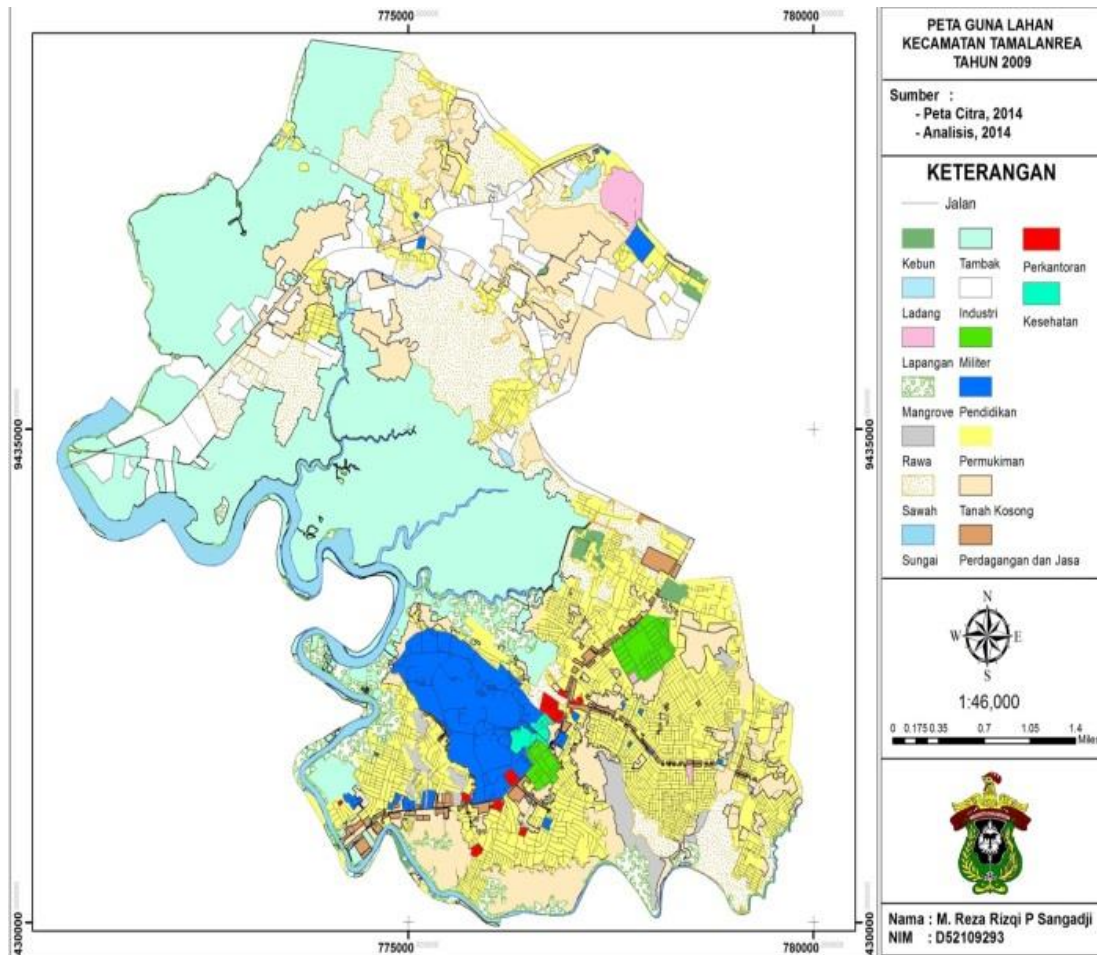 775000
780000
9435000
9435000
430000
430000
775000
780000
PETA GUNA LAHAN
KECAMATAN TAMALANREA
TAHUN 2009
Sumber :
- Peta Citra, 2014
- Analisis, 2014
KETERANGAN
Jalan
Kebun
Tambak
Perkantoran
Ladang
Industri
Kesehatan
Lapangan
Militer
Mangrove
Pendidikan
Rawa
Permukiman
Sawah
Tanah Kosong
Sungai
Perdagangan dan Jasa
N
W
E
S
1:46,000
0 0.175 0.35 0.7 1.05 1.4
Miles
Nama : M. Reza Rizqi P Sangadji
NIM : D52109293